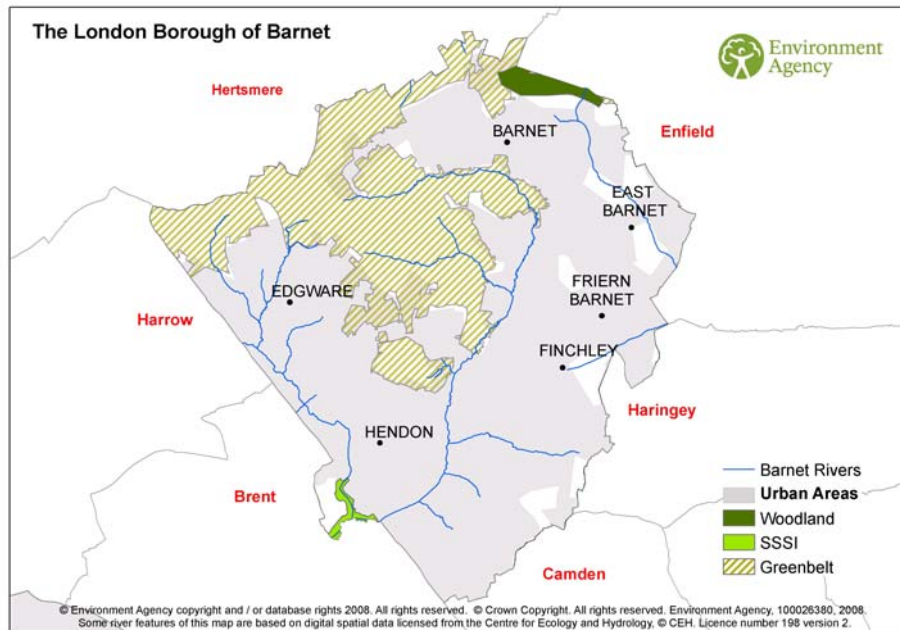 The London Borough of Barnet
Environment
Agency
Hertsmere
BARNET
Enfield
EAST
BARNET
EDGWARE
FRIERN
BARNET
Harrow
FINCHLEY
Haringey
HENDON
Brent
Camden
Barnet Rivers
Urban Areas
Woodland
SSSI
Greenbelt
© Environment Agency copyright and / or database rights 2008. All rights reserved. © Crown Copyright. All rights reserved. Environment Agency, 100026380, 2008.
Some river features of this map are based on digital spatial data licensed from the Centre for Ecology and Hydrology, © CEH. Licence number 198 version 2.